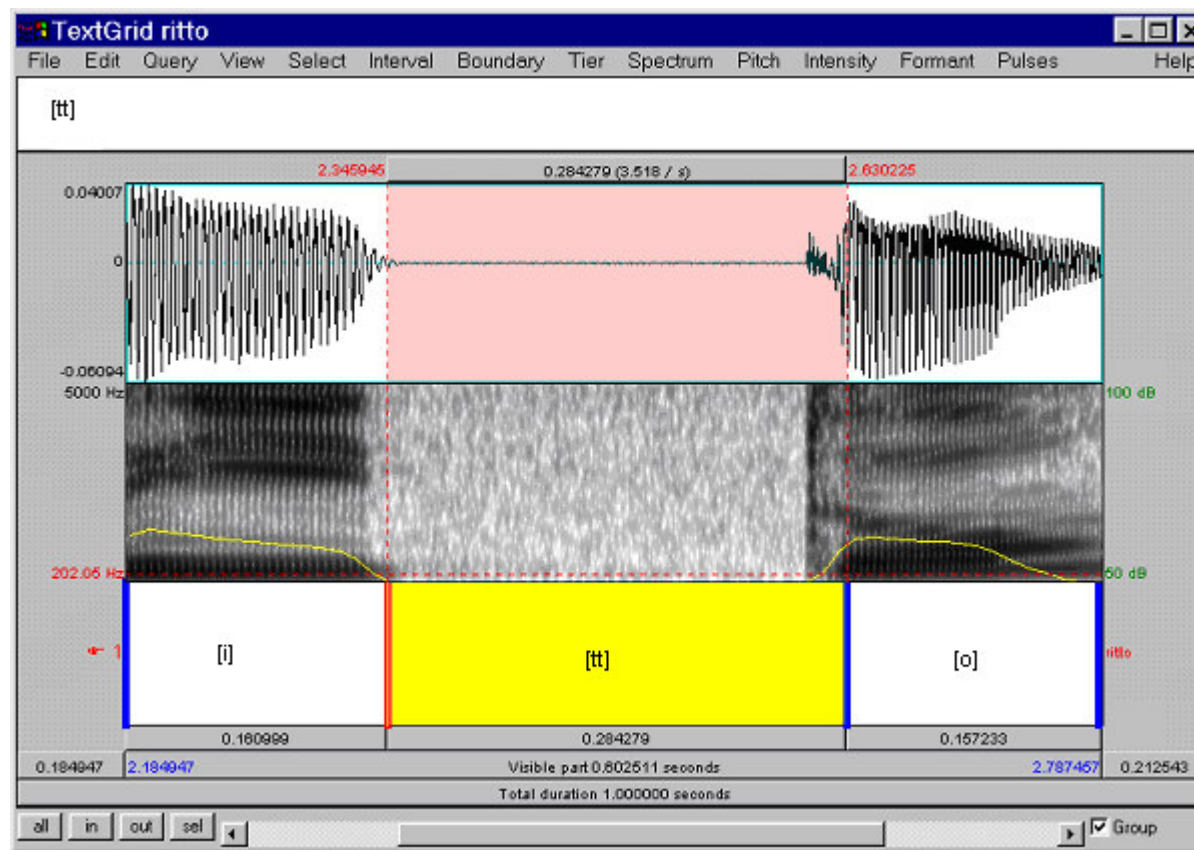 TextGrid ritto
File Edit Query View Select Interval Boundary Tier Spectrum Pitch Intensity Formant Pulses Help
[tt]
2.345945 0.284279 (3.518 / s) 2.630225
0.04007
0
-0.06094
5000 Hz 100 dB
202.05 Hz 50 dB
1 [i] [tt] [o] ritto
0.160999 0.284279 0.157233
0.184947 2.184947 Visible part 0.602511 seconds 2.787457 0.212543
Total duration 1.000000 seconds
all in out sel Group